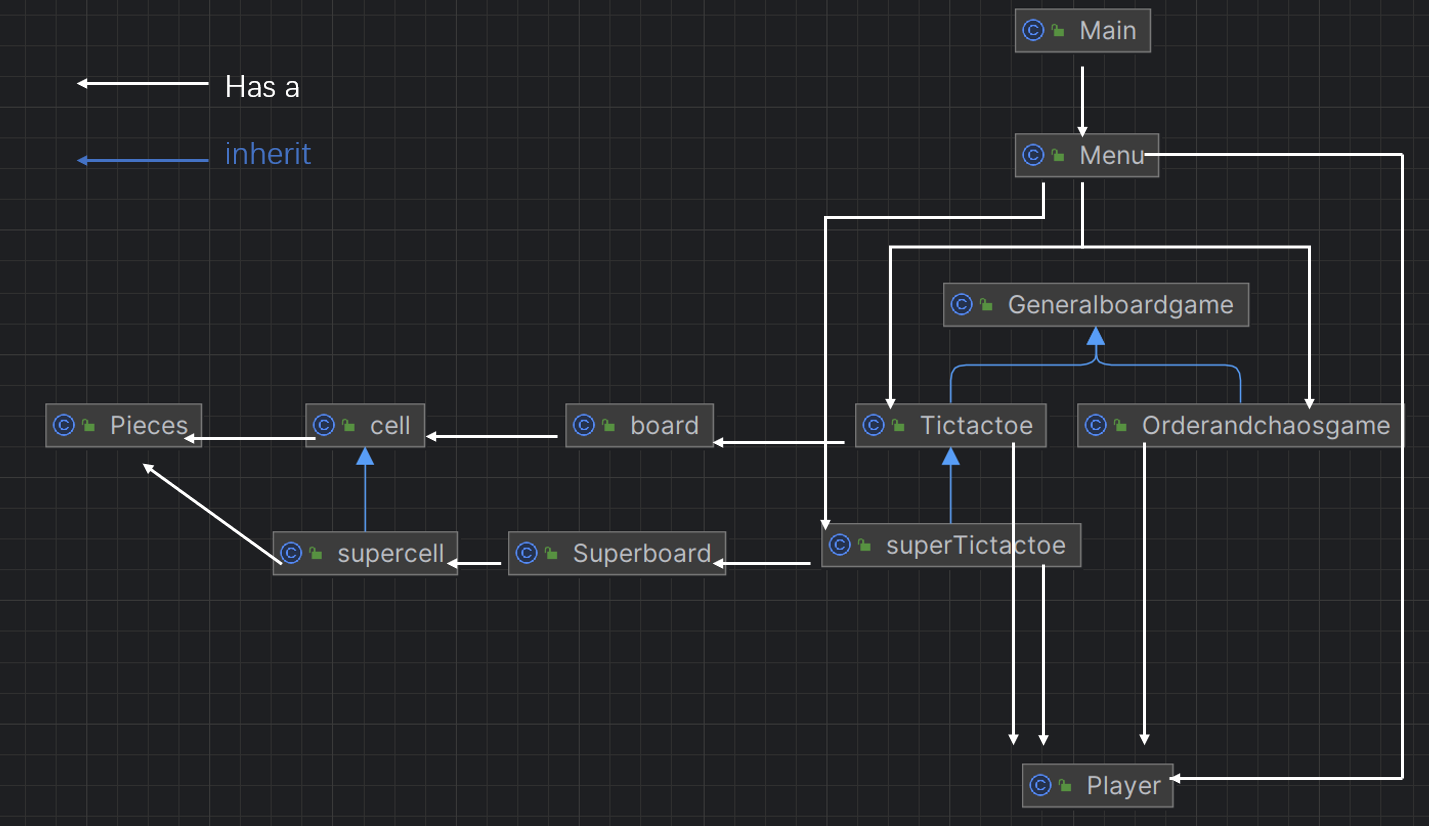 Main
Has a
inherit
Menu
Generalboardgame
Pieces
cell
board
Tictactoe
Orderandchaosgame
supercell
Superboard
superTictactoe
Player